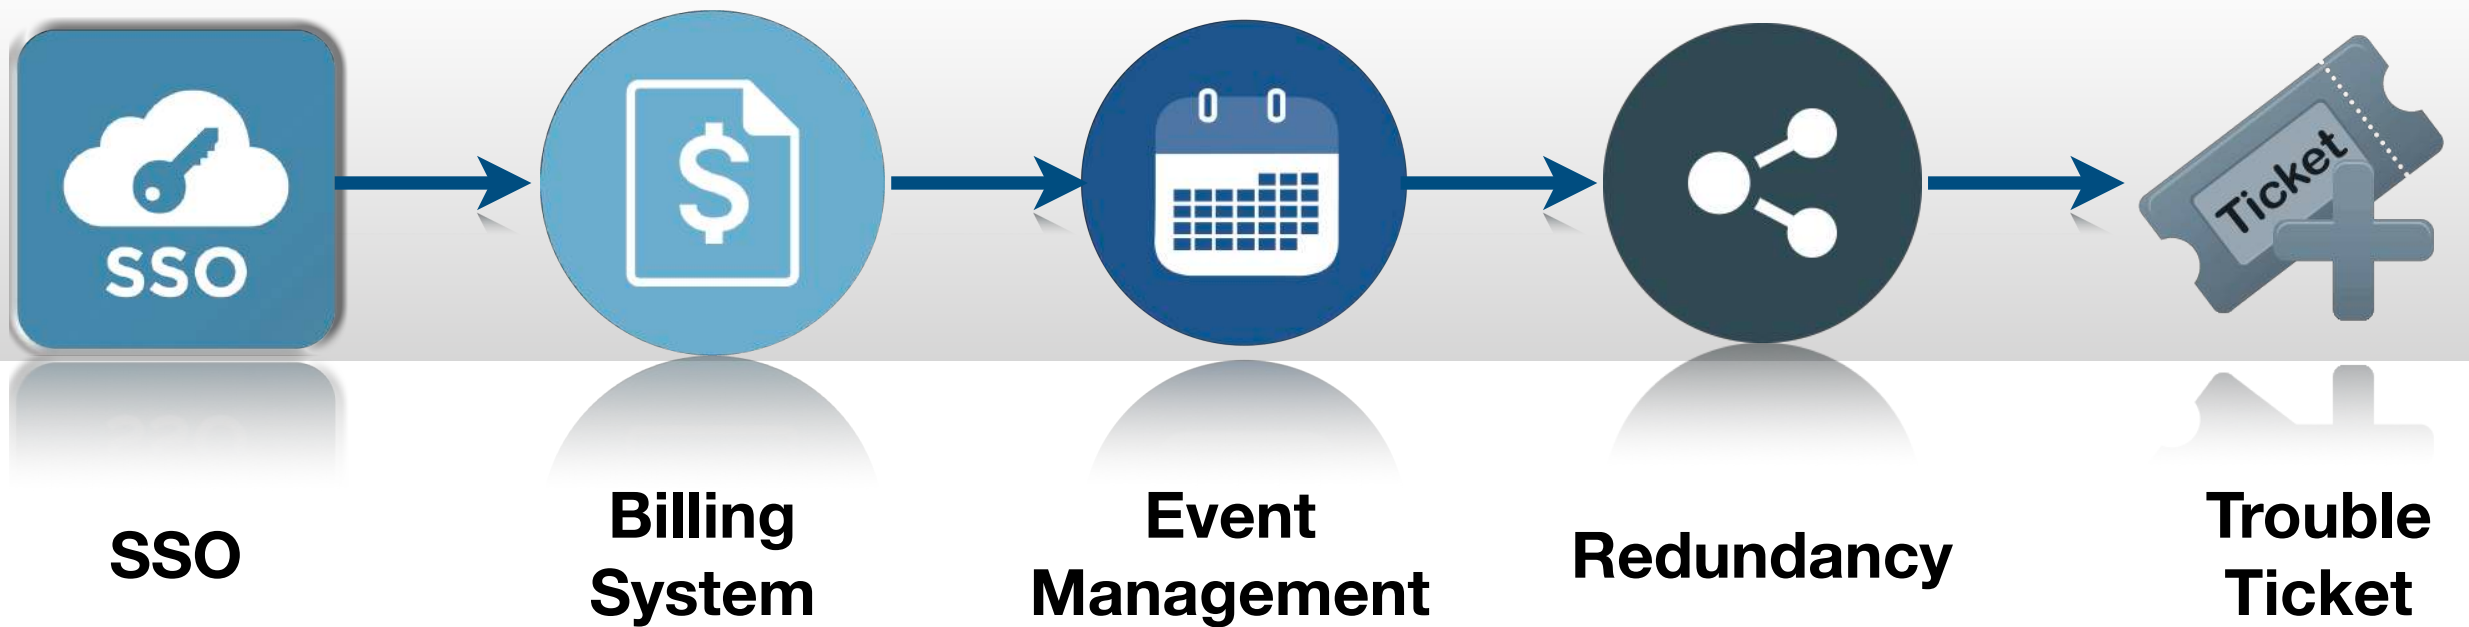 SSO
Ticket
SSO
Billing
System
Event
Management
Redundancy
Trouble
Ticket